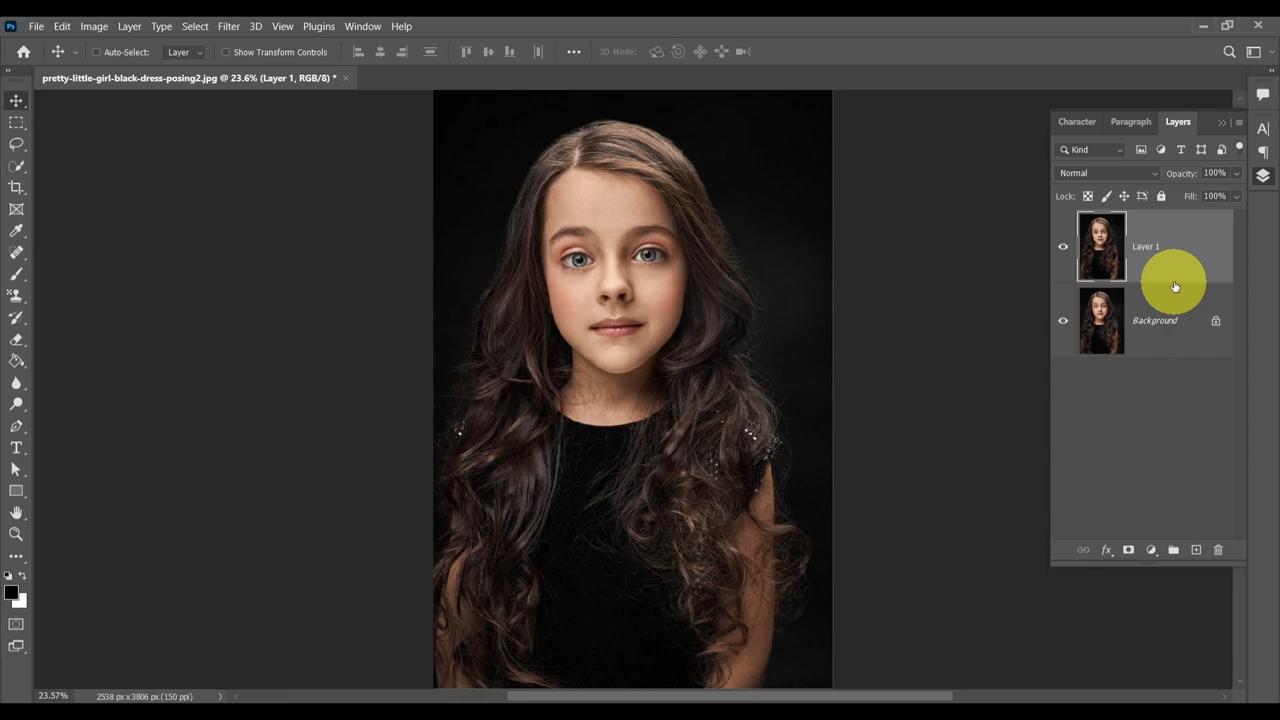 Ps File Edit Image Layer Type Select Filter 3D View Plugins Window Help
Auto-Select: Layer Show Transform Controls 3D Mode:
pretty-little-girl-black-dress-posing2.jpg @ 23.6% (Layer 1, RGB/8) *
Character Paragraph Layers
Kind
Normal Opacity: 100%
Lock: Fill: 100%
Layer 1
Background
fx
23.57% 2538 px x 3806 px (150 ppi)